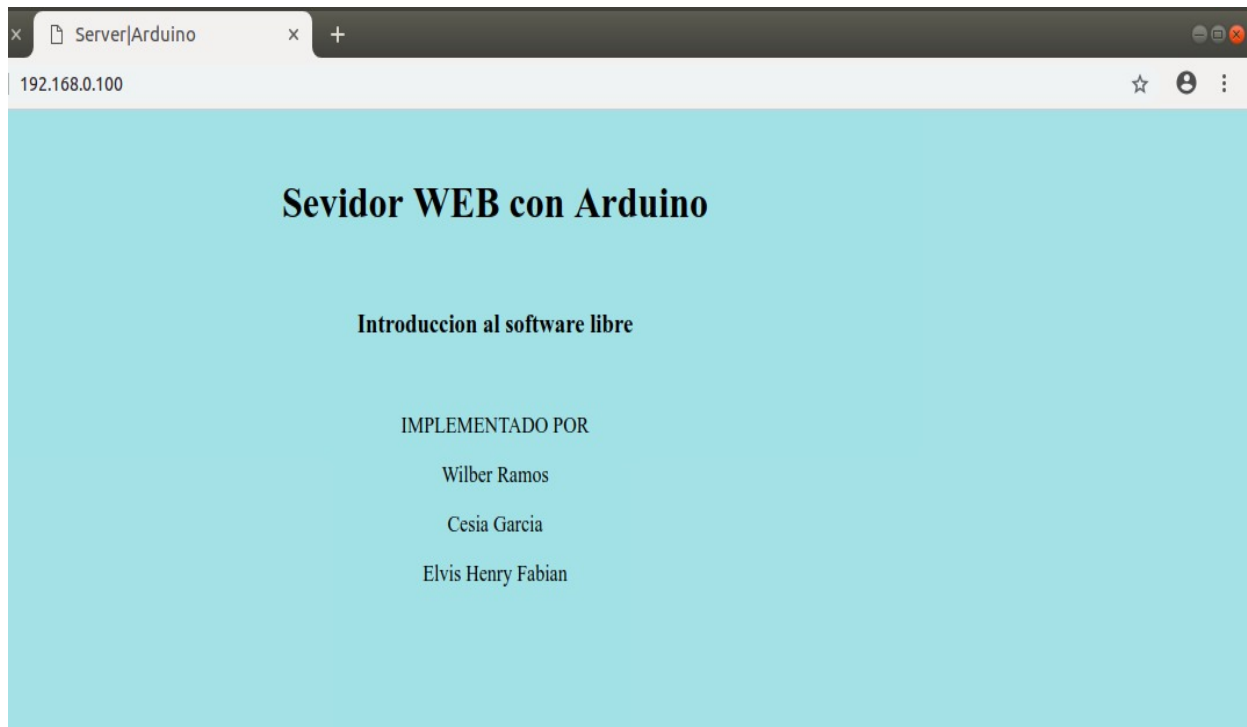 Server|Arduino
192.168.0.100
Sevidor WEB con Arduino
Introduccion al software libre
IMPLEMENTADO POR
Wilber Ramos
Cesia Garcia
Elvis Henry Fabian